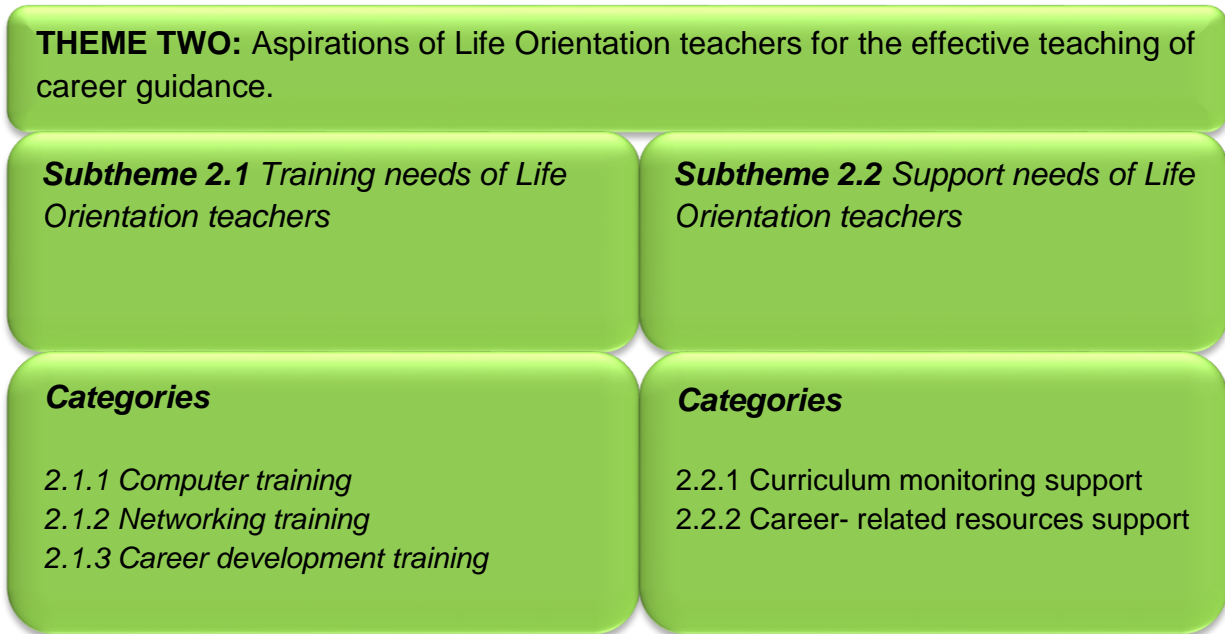 THEME TWO: Aspirations of Life Orientation teachers for the effective teaching of
career guidance.
Subtheme 2.1 Training needs of Life
Orientation teachers
Subtheme 2.2 Support needs of Life
Orientation teachers
Categories
2.1.1 Computer training
2.1.2 Networking training
2.1.3 Career development training
Categories
2.2.1 Curriculum monitoring support
2.2.2 Career- related resources support